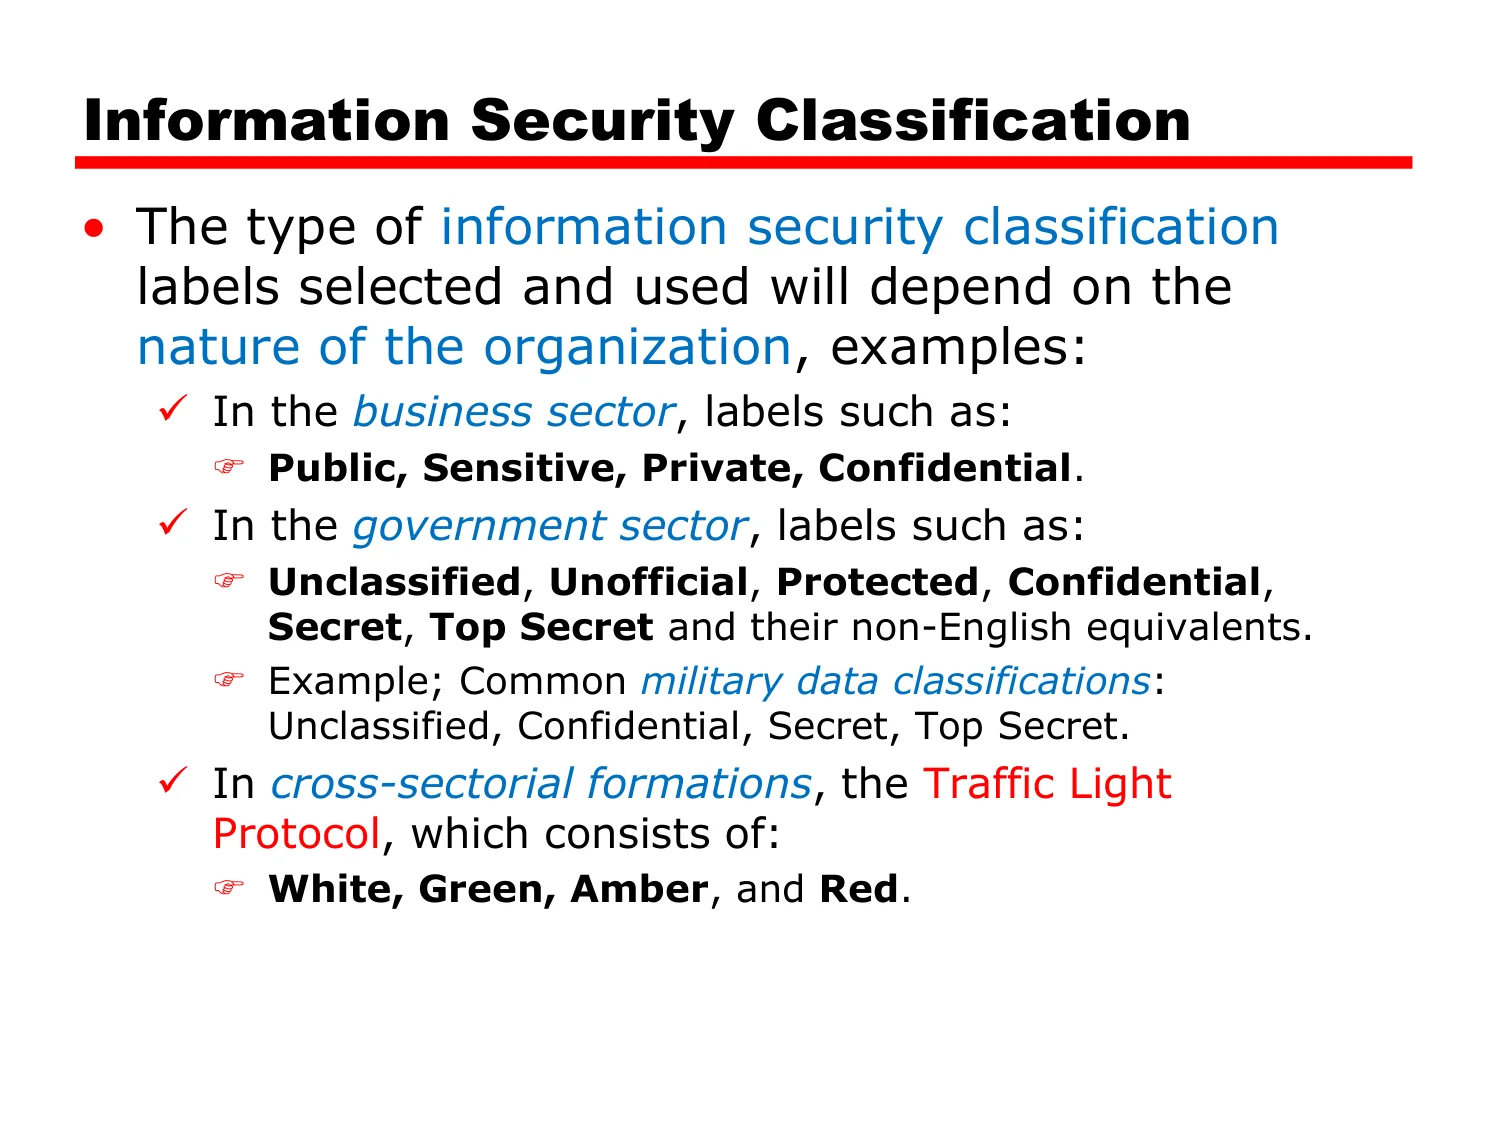 Information Security Classification
• The type of information security classification
labels selected and used will depend on the
nature of the organization, examples:
✓ In the business sector, labels such as:
☞ Public, Sensitive, Private, Confidential.
✓ In the government sector, labels such as:
☞ Unclassified, Unofficial, Protected, Confidential,
Secret, Top Secret and their non-English equivalents.
☞ Example; Common military data classifications:
Unclassified, Confidential, Secret, Top Secret.
✓ In cross-sectorial formations, the Traffic Light
Protocol, which consists of:
☞ White, Green, Amber, and Red.